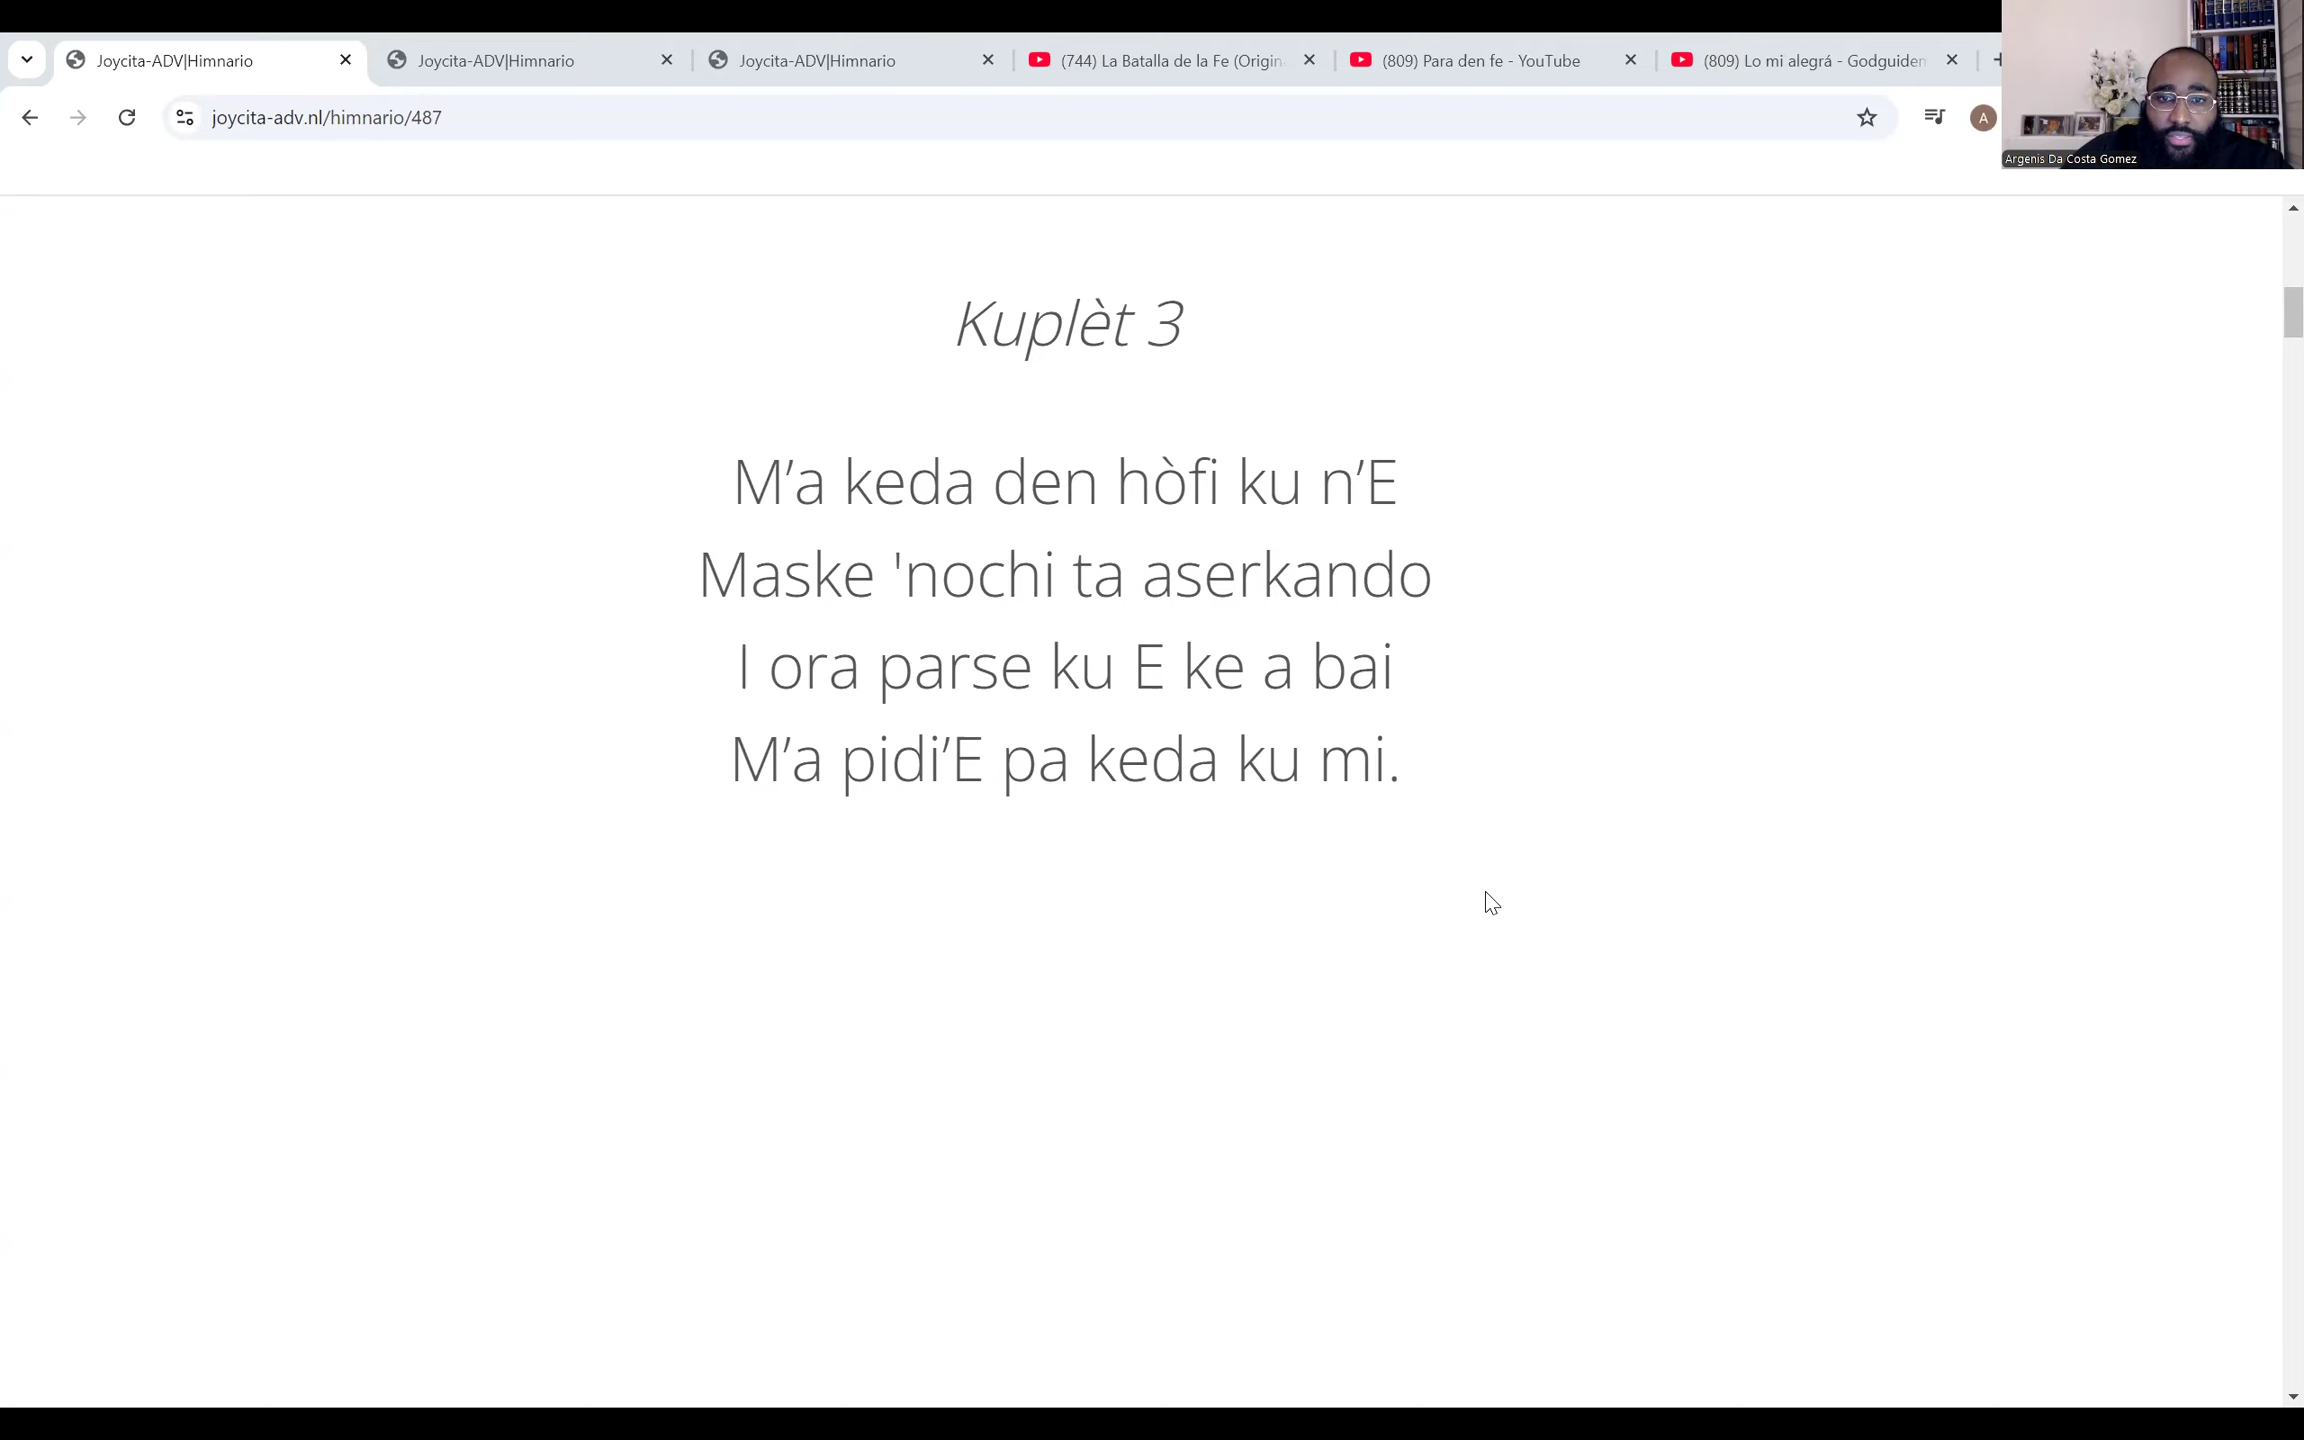 Joycita-ADV|Himnario
Joycita-ADV|Himnario
Joycita-ADV|Himnario
(744) La Batalla de la Fe (Origin
(809) Para den fe - YouTube
(809) Lo mi alegrá - Godguiden
joycita-adv.nl/himnario/487
A
Argenis Da Costa Gomez
Kuplèt 3
M’a keda den hòfi ku n’E
Maske 'nochi ta aserkando
I ora parse ku E ke a bai
M’a pidi’E pa keda ku mi.